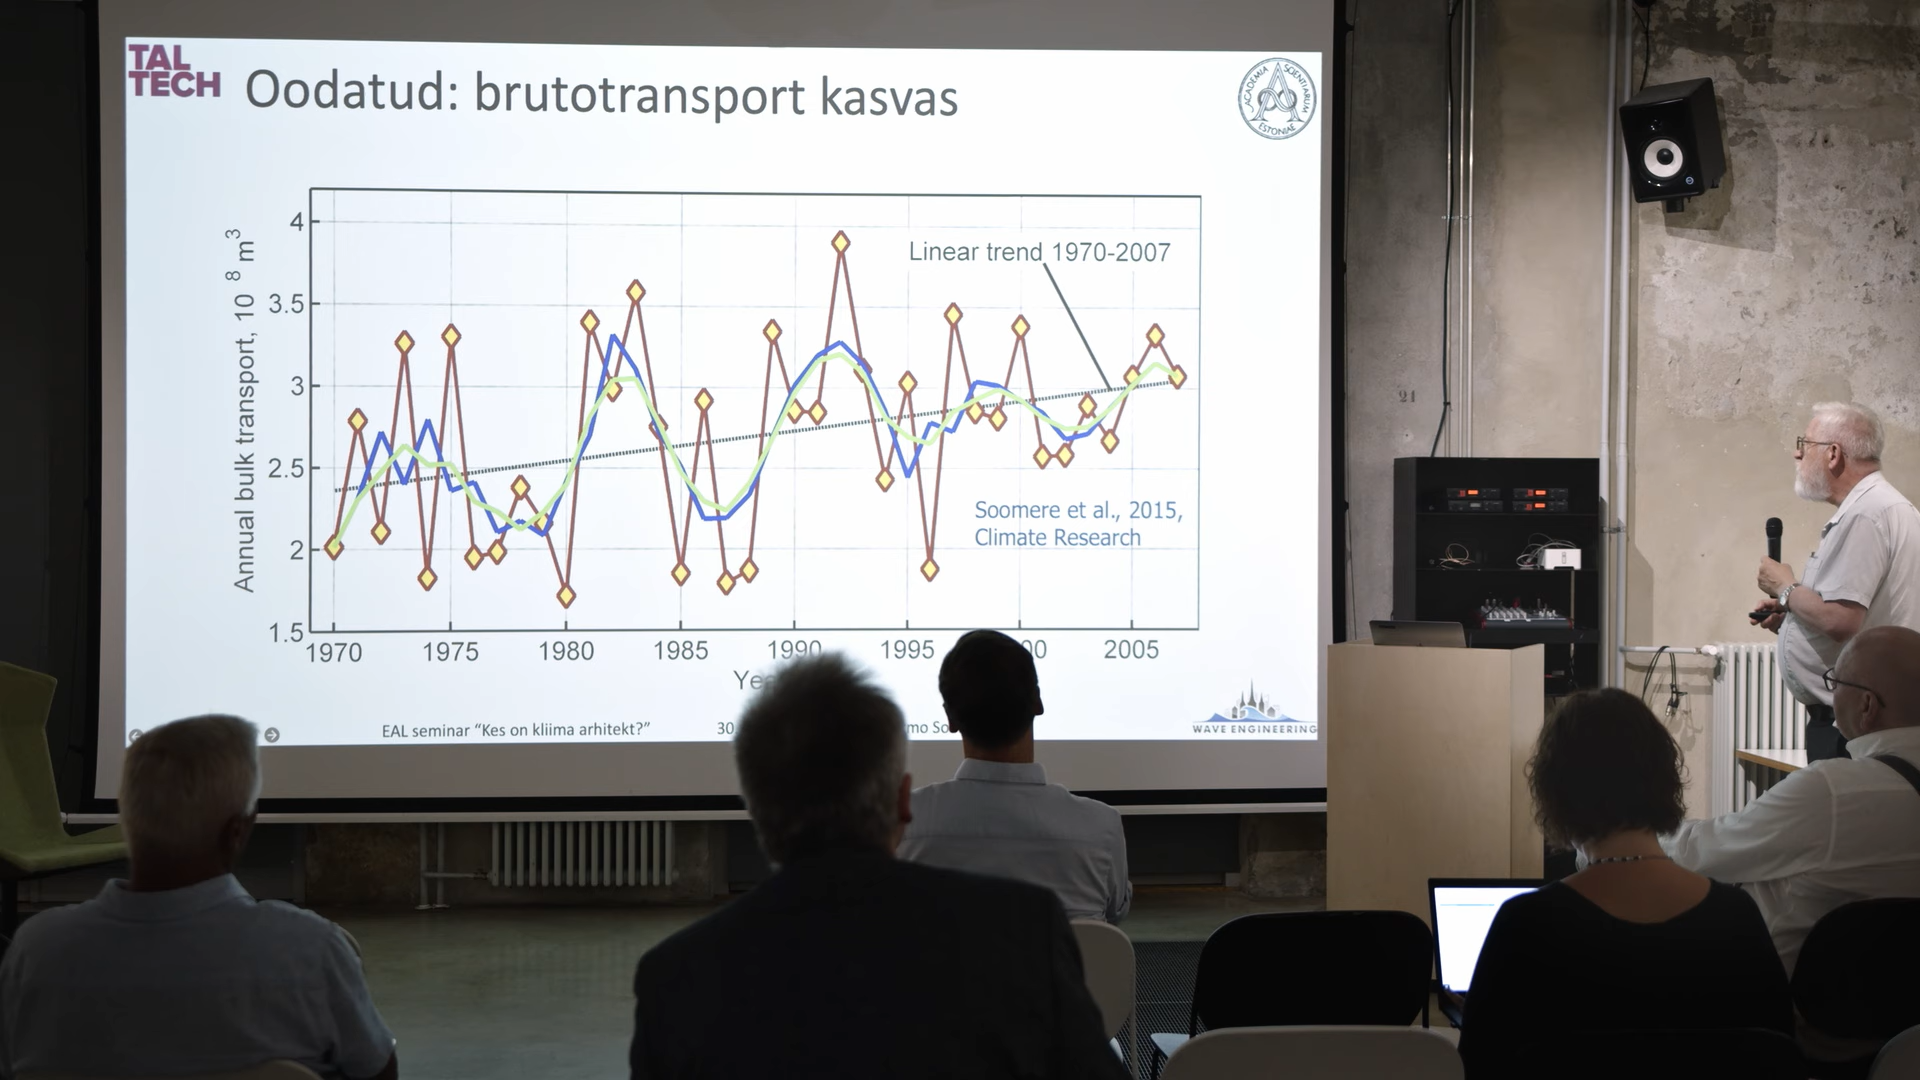 TAL
TECH
Oodatud: brutotransport kasvas
ACADEMIA SCIENTIARUM ESTONIAE
Annual bulk transport, 10 8 m3
4
3.5
3
2.5
2
1.5
Linear trend 1970-2007
Soomere et al., 2015,
Climate Research
1970 1975 1980 1985 1990 1995 2005
EAL seminar “Kes on kliima arhitekt?” 30
WAVE ENGINEERING
21